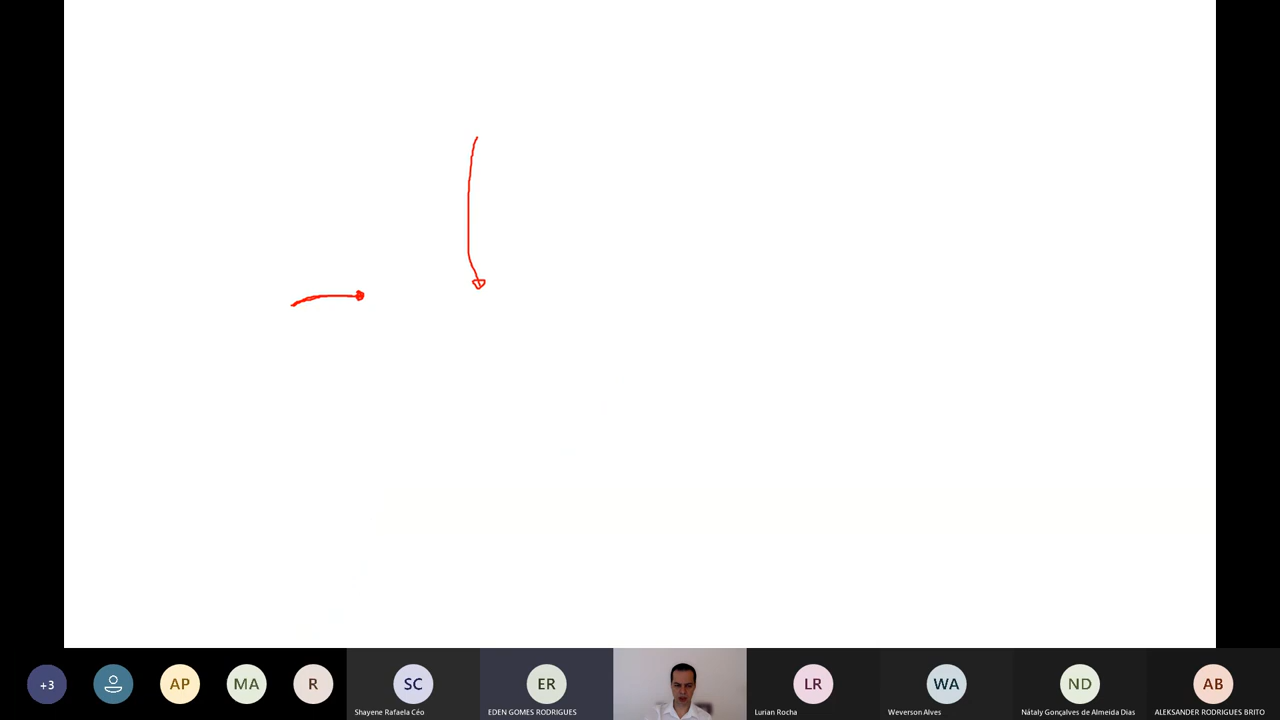 +3
AP
MA
R
SC
Shayene Rafaela Céo
ER
EDEN GOMES RODRIGUES
LR
Lurian Rocha
WA
Weverson Alves
ND
Nátaly Gonçalves de Almeida Dias
AB
ALEKSANDER RODRIGUES BRITO